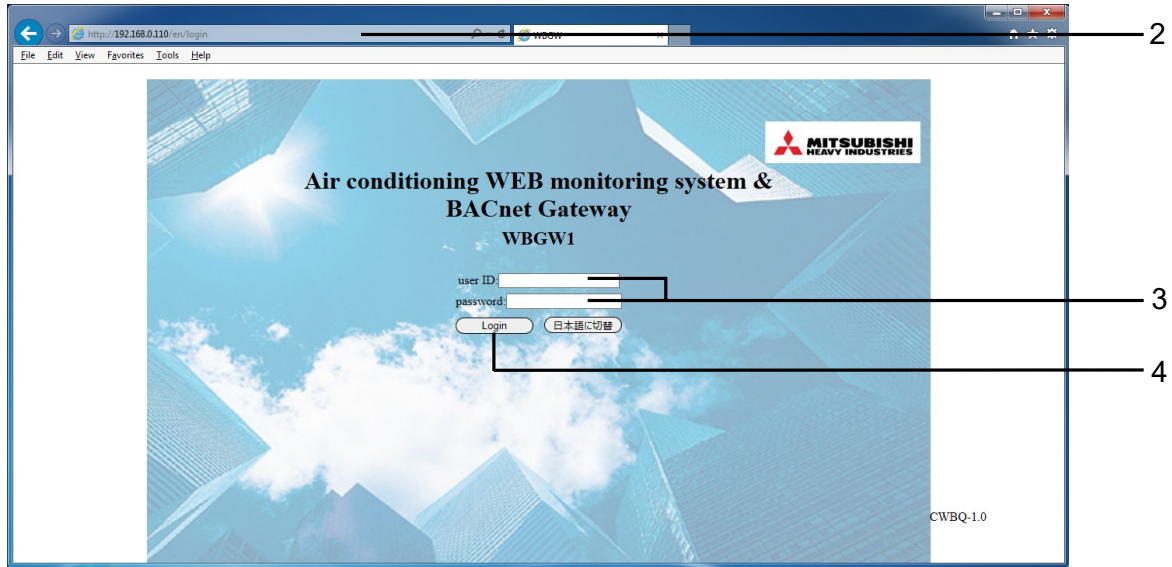 http://192.168.0.110/en/login
WBGW
2
File Edit View Favorites Tools Help
MITSUBISHI
HEAVY INDUSTRIES
Air conditioning WEB monitoring system &
BACnet Gateway
WBGW1
user ID:
password:
3
Login 日本語に切替
4
CWBQ-1.0